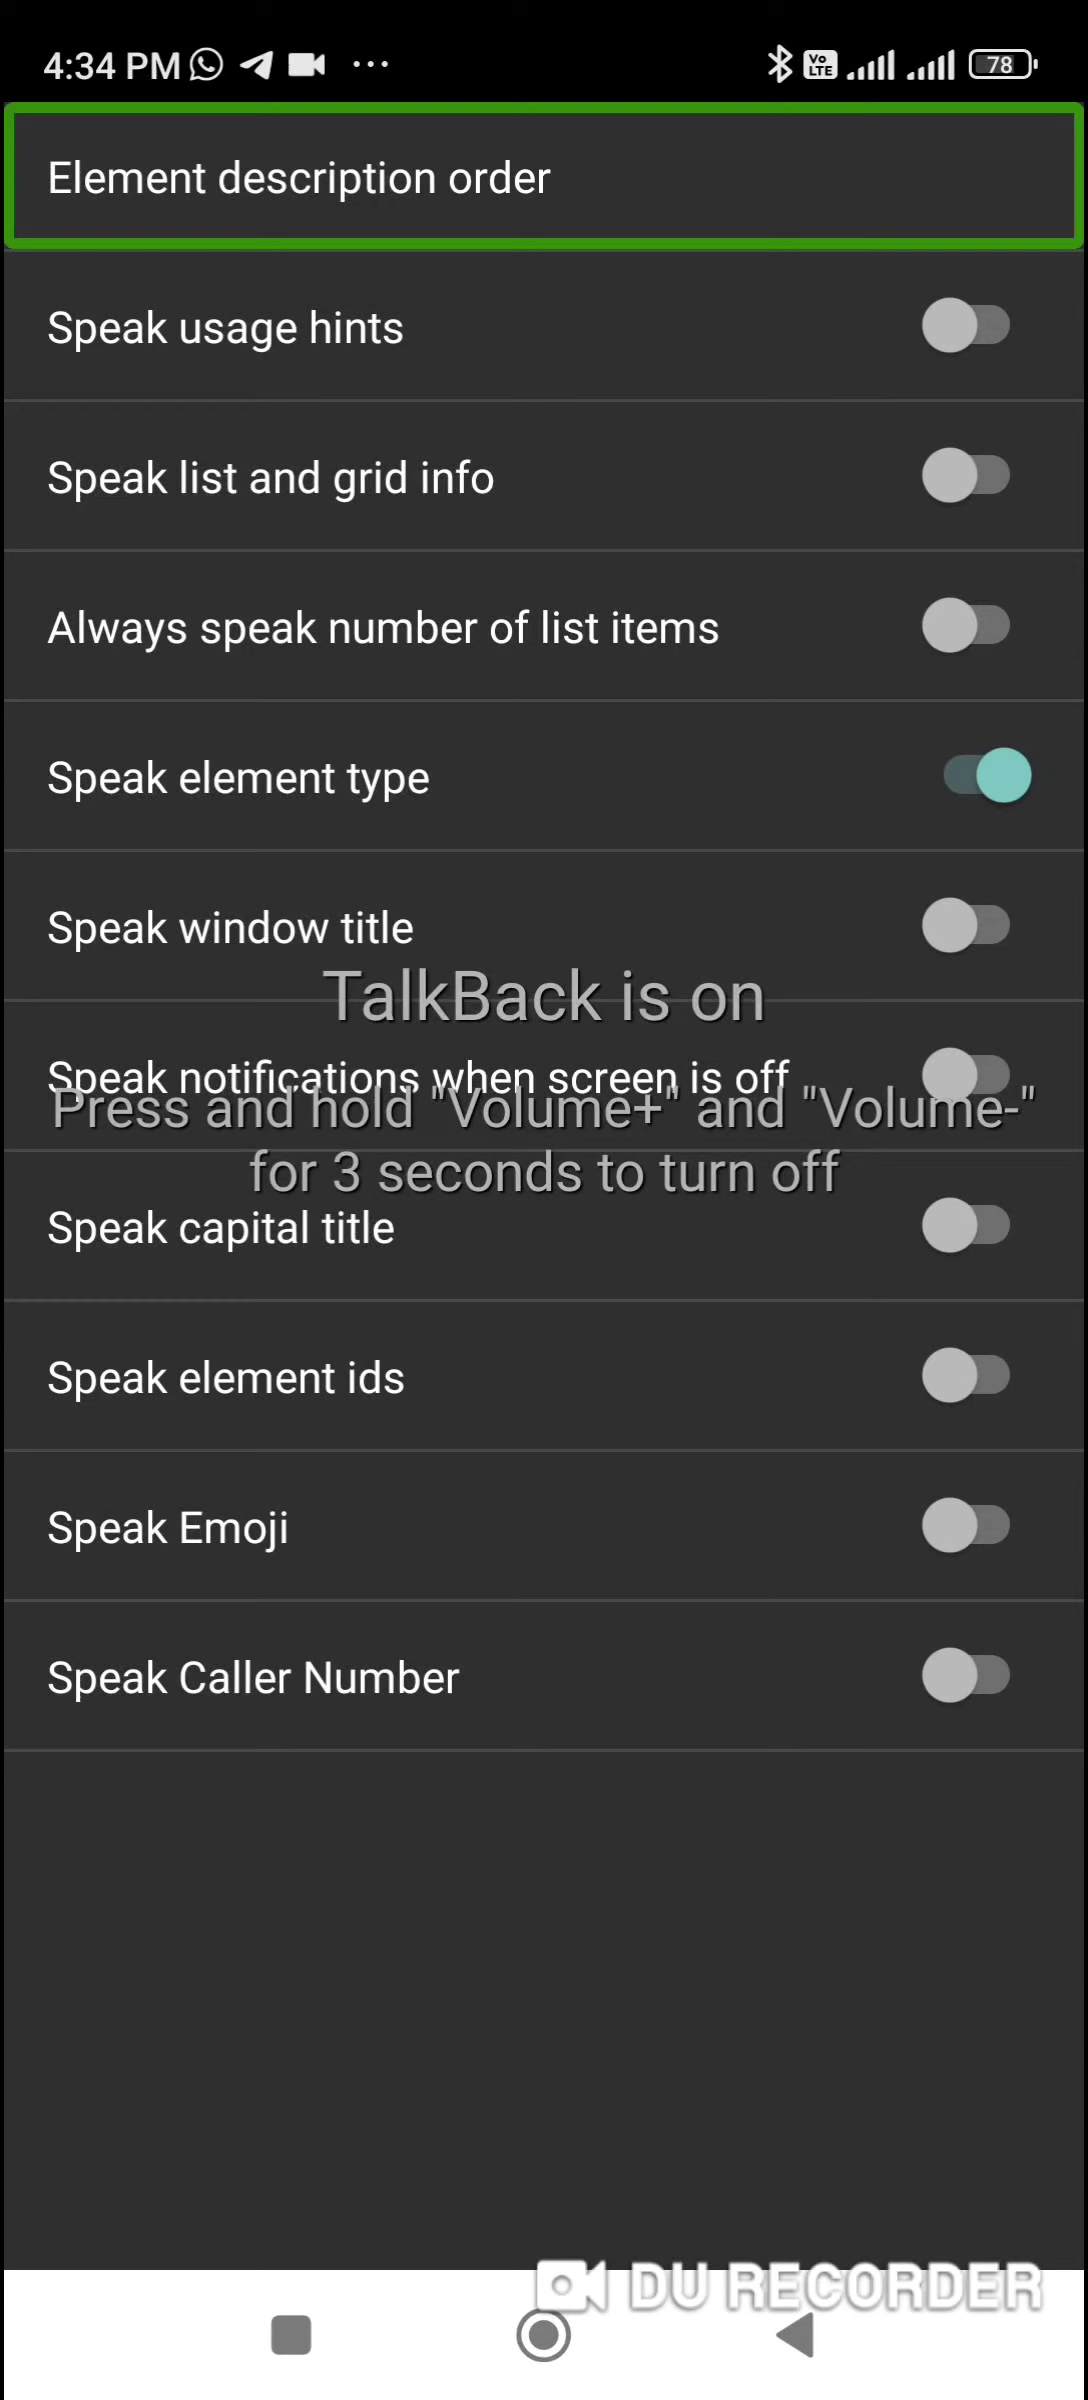 4:34 PM
Vo LTE
78
Element description order
Speak usage hints
Speak list and grid info
Always speak number of list items
Speak element type
Speak window title
TalkBack is on
Speak notifications when screen is off
Press and hold "Volume+" and "Volume-"
for 3 seconds to turn off
Speak capital title
Speak element ids
Speak Emoji
Speak Caller Number
DU RECORDER